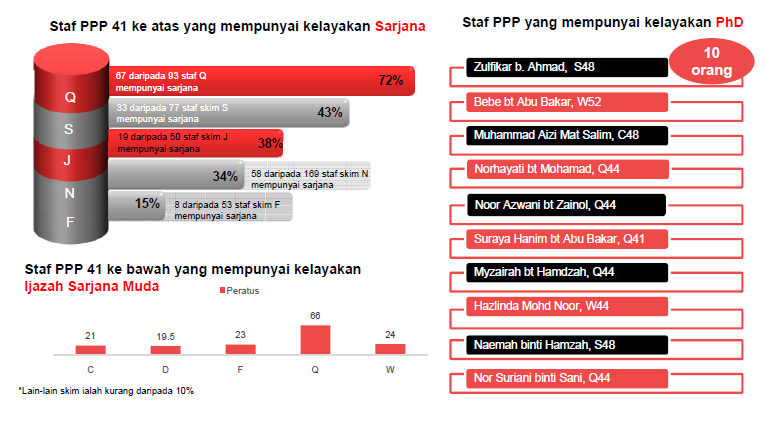 Staf PPP 41 ke atas yang mempunyai kelayakan Sarjana
Q
S
J
N
F
67 daripada 93 staf Q
mempunyai sarjana
72%
33 daripada 77 staf skim S
mempunyai sarjana
43%
19 daripada 50 staf skim J
mempunyai sarjana
38%
34%
58 daripada 169 staf skim N
mempunyai sarjana
15%
8 daripada 53 staf skim F
mempunyai sarjana
Staf PPP 41 ke bawah yang mempunyai kelayakan
Ijazah Sarjana Muda
Peratus
21
19.5
23
66
24
C
D
F
Q
W
*Lain-lain skim ialah kurang daripada 10%
Staf PPP yang mempunyai kelayakan PhD
10
orang
Zulfikar b. Ahmad, S48
Bebe bt Abu Bakar, W52
Muhammad Aizi Mat Salim, C48
Norhayati bt Mohamad, Q44
Noor Azwani bt Zainol, Q44
Suraya Hanim bt Abu Bakar, Q41
Myzairah bt Hamdzah, Q44
Hazlinda Mohd Noor, W44
Naemah binti Hamzah, S48
Nor Suriani binti Sani, Q44